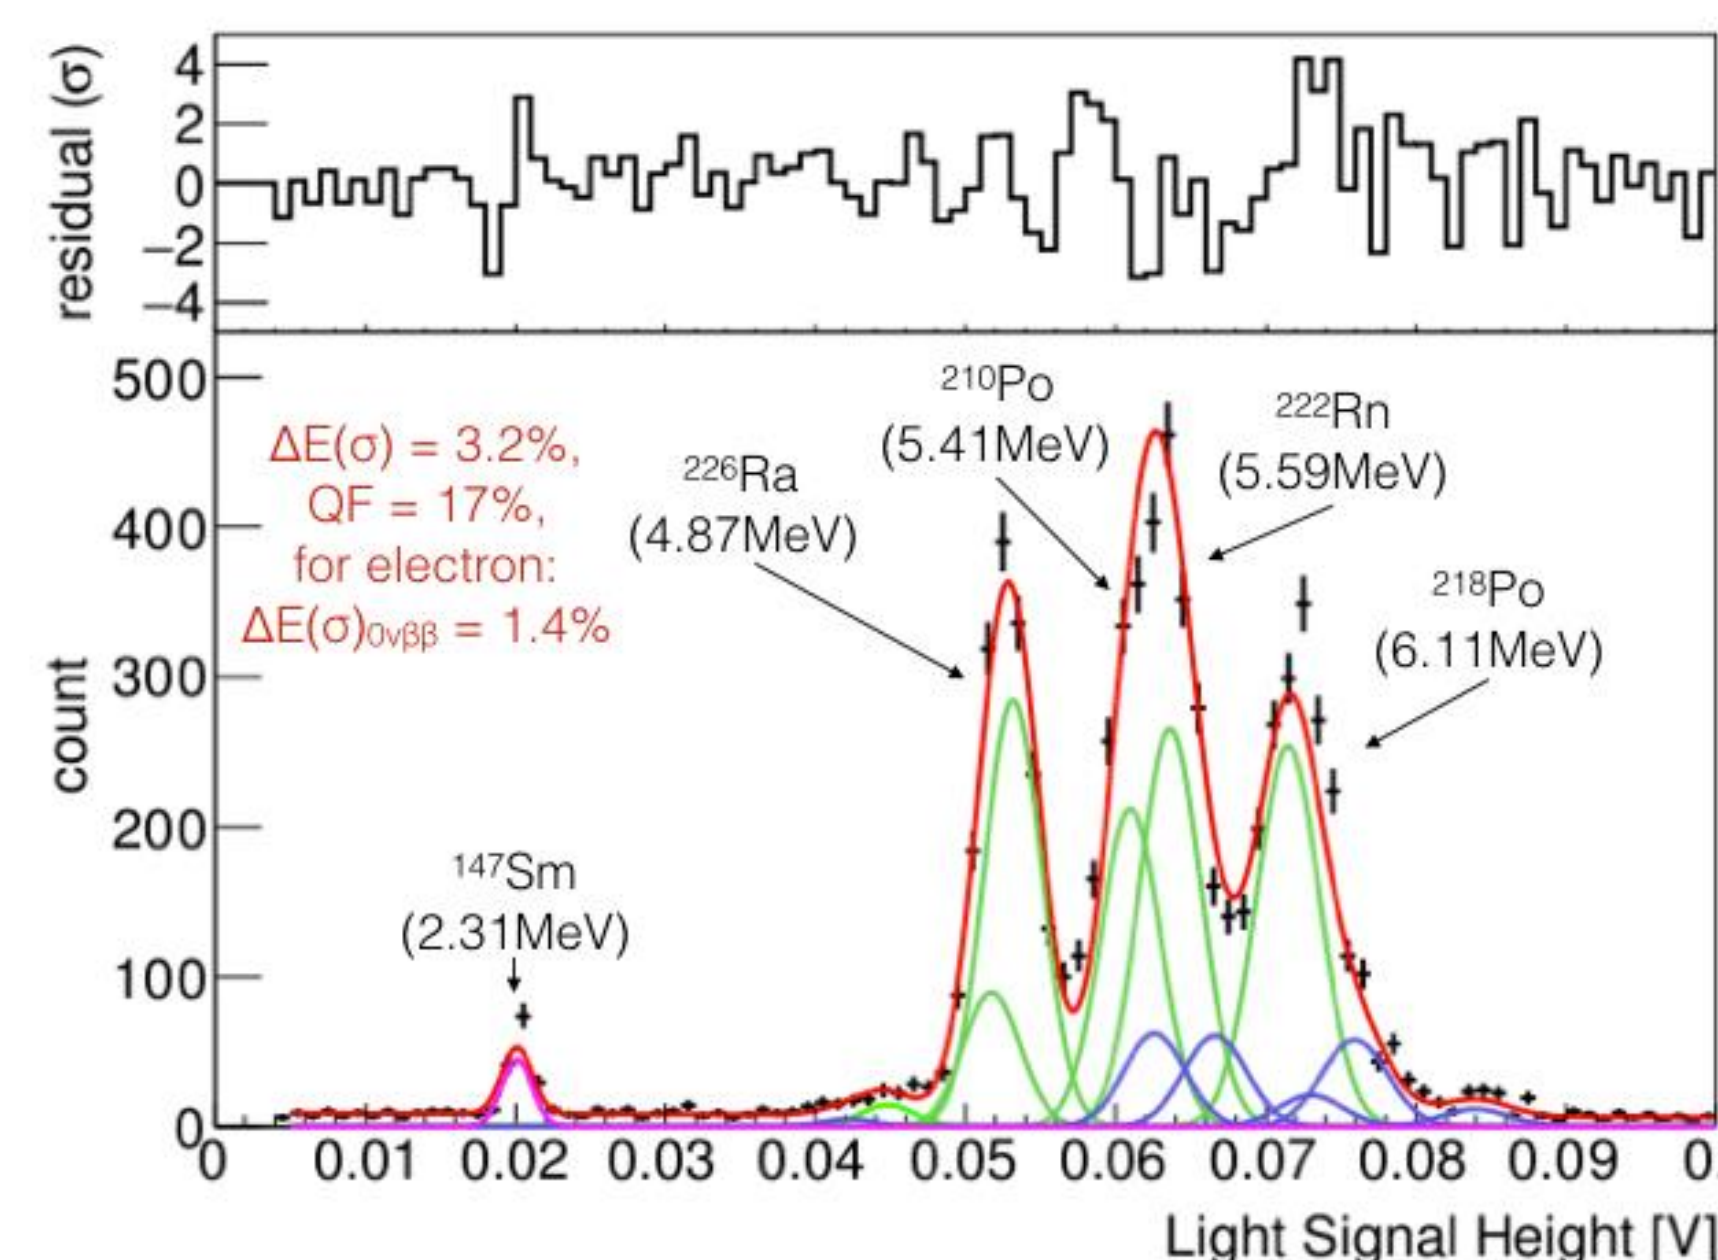 residual (σ)
4
2
0
−2
−4
count
500
400
300
200
100
0
ΔE(σ) = 3.2%,
QF = 17%,
for electron:
ΔE(σ)0νββ = 1.4%
147Sm
(2.31MeV)
226Ra
(4.87MeV)
210Po
(5.41MeV)
222Rn
(5.59MeV)
218Po
(6.11MeV)
0 0.01 0.02 0.03 0.04 0.05 0.06 0.07 0.08 0.09 0.
Light Signal Height [V]